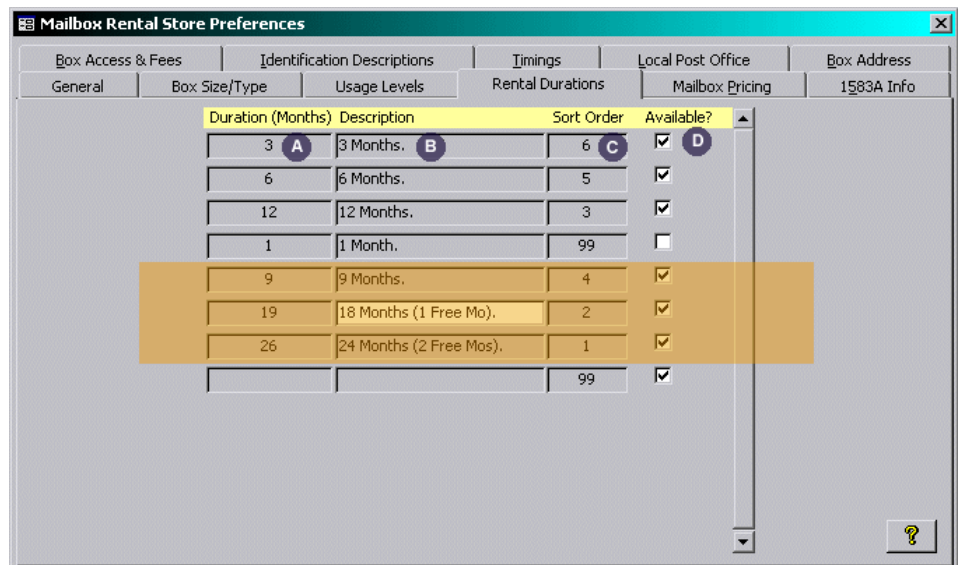 Mailbox Rental Store Preferences
Box Access & Fees Identification Descriptions Timings Local Post Office Box Address
General Box Size/Type Usage Levels Rental Durations Mailbox Pricing 1583A Info
Duration (Months) Description Sort Order Available?
3 A 3 Months. B 6 C D
6 6 Months. 5
12 12 Months. 3
1 1 Month. 99
9 9 Months. 4
19 18 Months (1 Free Mo). 2
26 24 Months (2 Free Mos). 1
99
?